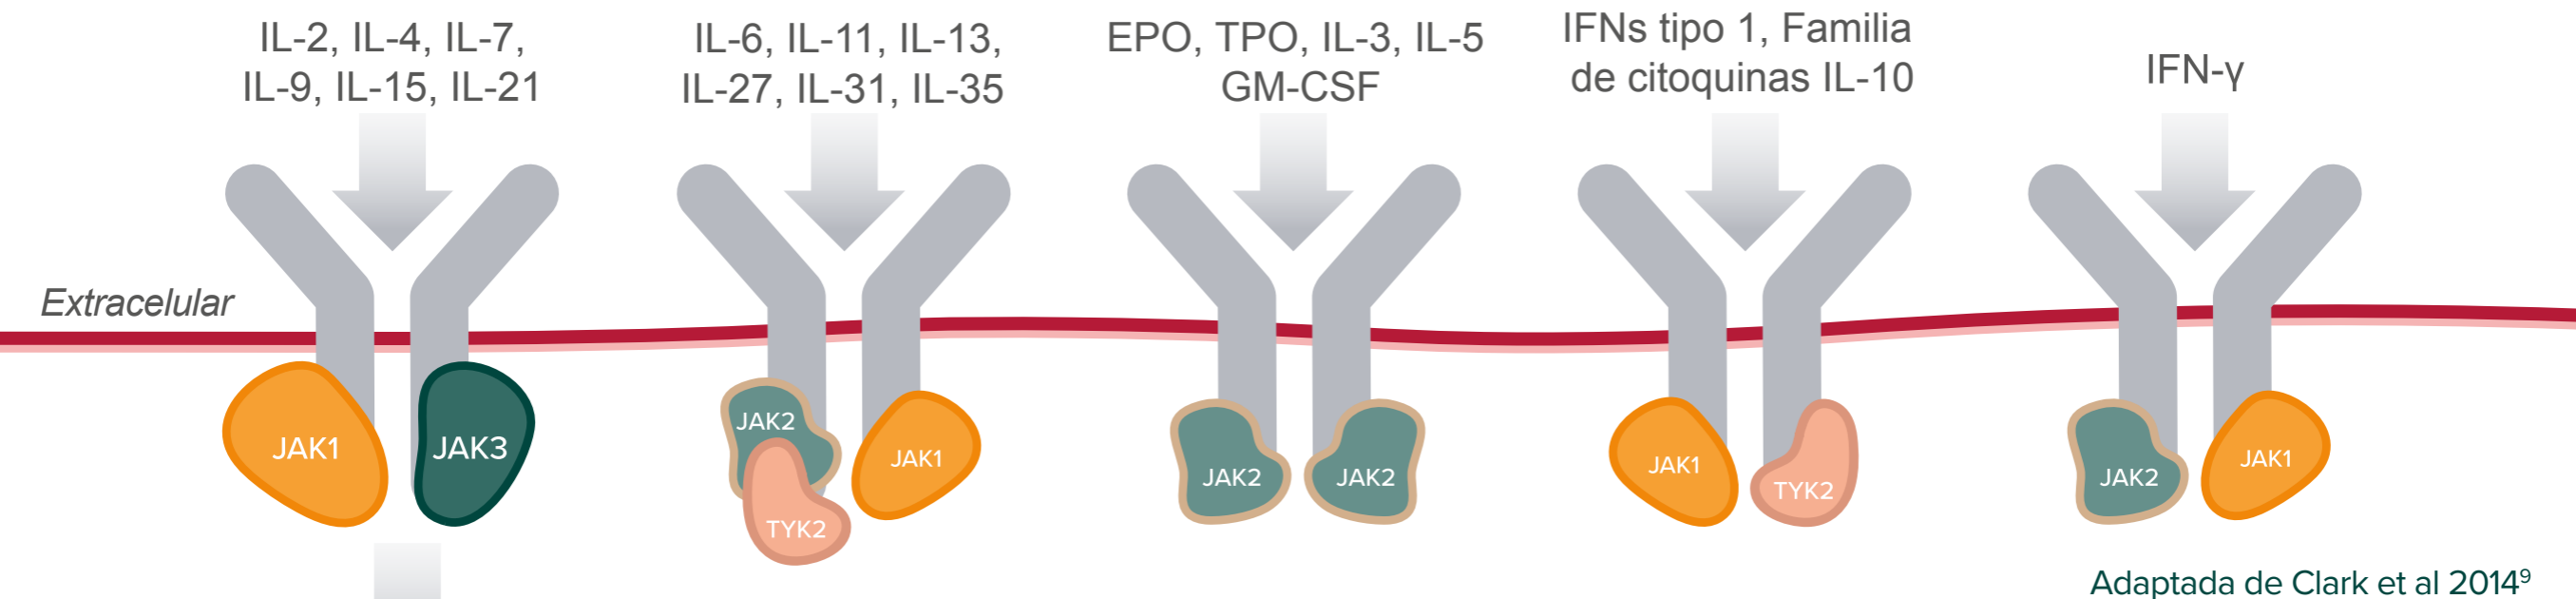 IL-2, IL-4, IL-7,
IL-9, IL-15, IL-21
IL-6, IL-11, IL-13,
IL-27, IL-31, IL-35
EPO, TPO, IL-3, IL-5
GM-CSF
IFNs tipo 1, Familia
de citoquinas IL-10
IFN-γ
Extracelular
JAK1
JAK3
JAK2
TYK2
JAK1
JAK2
JAK2
JAK1
TYK2
JAK2
JAK1
Adaptada de Clark et al 2014⁹